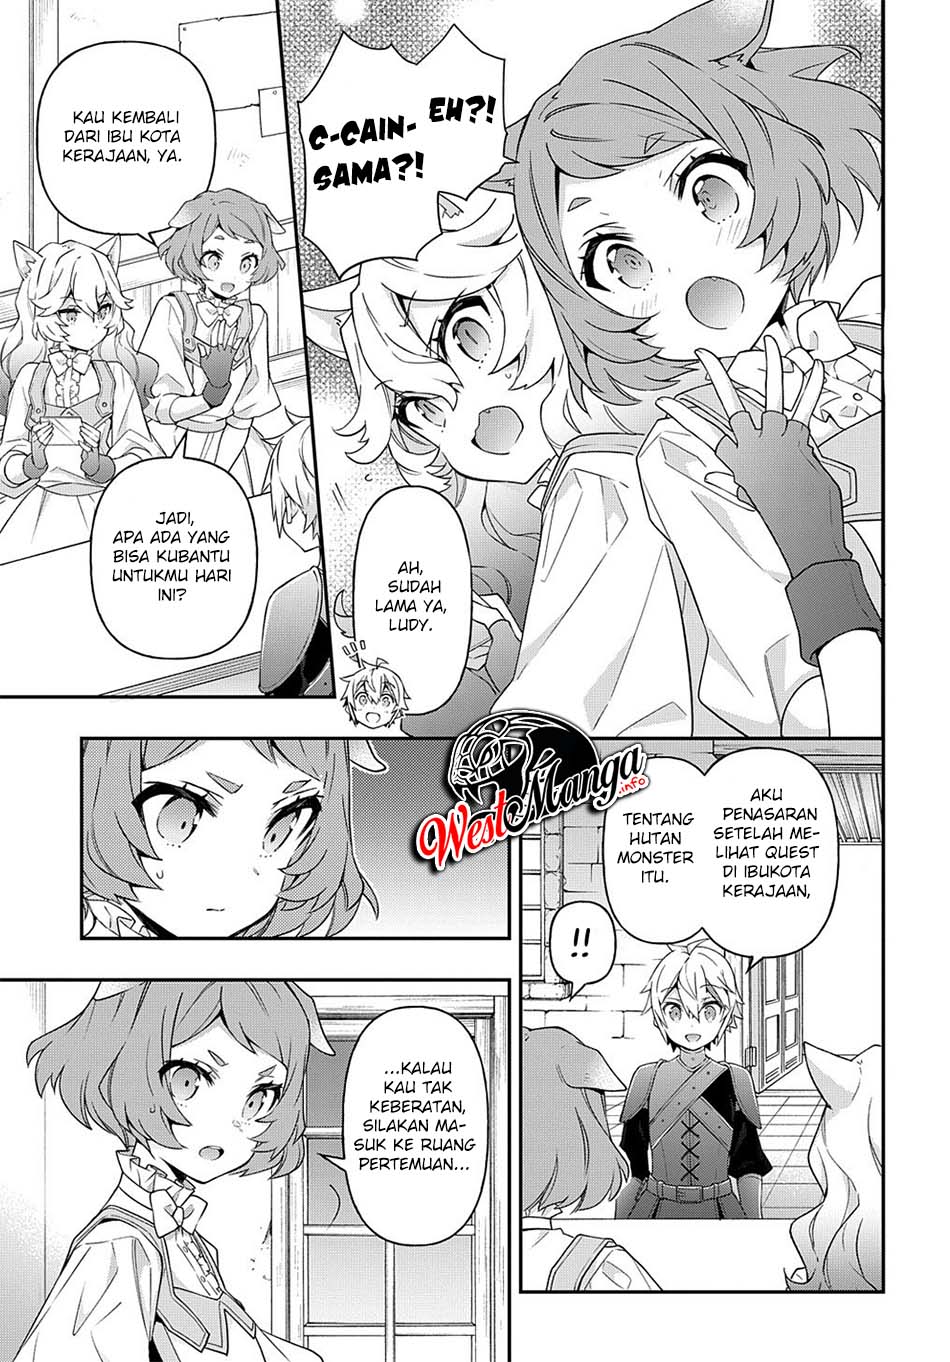 EH?!
C-CAIN-
SAMA?!
AH,
SUDAH
LAMA YA,
LUDY.
KAU KEMBALI
DARI IBU KOTA
KERAJAAN, YA.
JADI,
APA ADA YANG
BISA KUBANTU
UNTUKMU HARI
INI?
AKU
PENASARAN
SETELAH ME-
LIHAT QUEST
DI IBUKOTA
KERAJAAN,
TENTANG
HUTAN
MONSTER
ITU.
!!
WestManga
.info
...KALAU
KAU TAK
KEBERATAN,
SILAKAN MA-
SUK KE RUANG
PERTEMUAN...